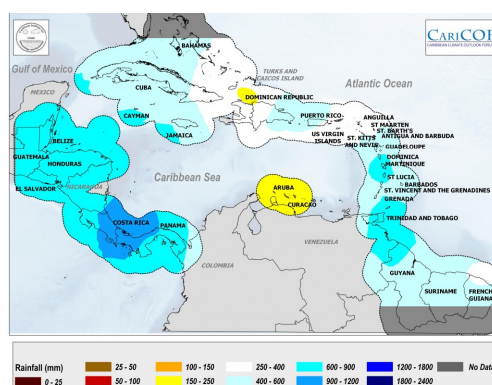 CARICOF
CARIBBEAN CLIMATE OUTLOOK FORUM
BAHAMAS
Gulf of Mexico
TURKS AND
CAICOS ISLAND
Atlantic Ocean
MEXICO
CUBA
DOMINICAN REPUBLIC
CAYMAN
PUERTO RICO
ANGUILLA
ST MAARTEN
ST. BARTH'S
JAMAICA
US VIRGIN
ISLANDS
ST. KITTS
AND NEVIS
ANTIGUA AND BARBUDA
BELIZE
GUADELOUPE
GUATEMALA
DOMINICA
HONDURAS
MARTINIQUE
Caribbean Sea
ST LUCIA
EL SALVADOR
NICARAGUA
ARUBA
BARBADOS
ST. VINCENT AND THE GRENADINES
CURACAO
GRENADA
COSTA RICA
PANAMA
TRINIDAD AND TOBAGO
VENEZUELA
COLOMBIA
GUYANA
SURINAME
FRENCH
GUIANA
Rainfall (mm)
25 - 50
100 - 150
250 - 400
600 - 900
1200 - 1800
No Dat
0 - 25
50 - 100
150 - 250
400 - 600
900 - 1200
1800 - 2400